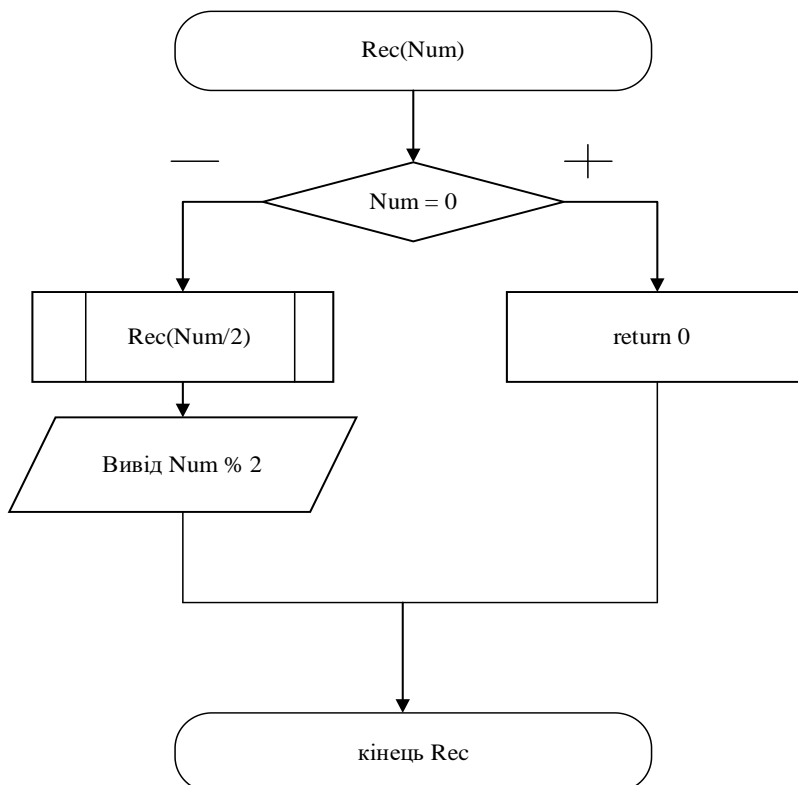 Rec(Num)
— +
Num = 0
Rec(Num/2)
return 0
Вивід Num % 2
кінець Rec